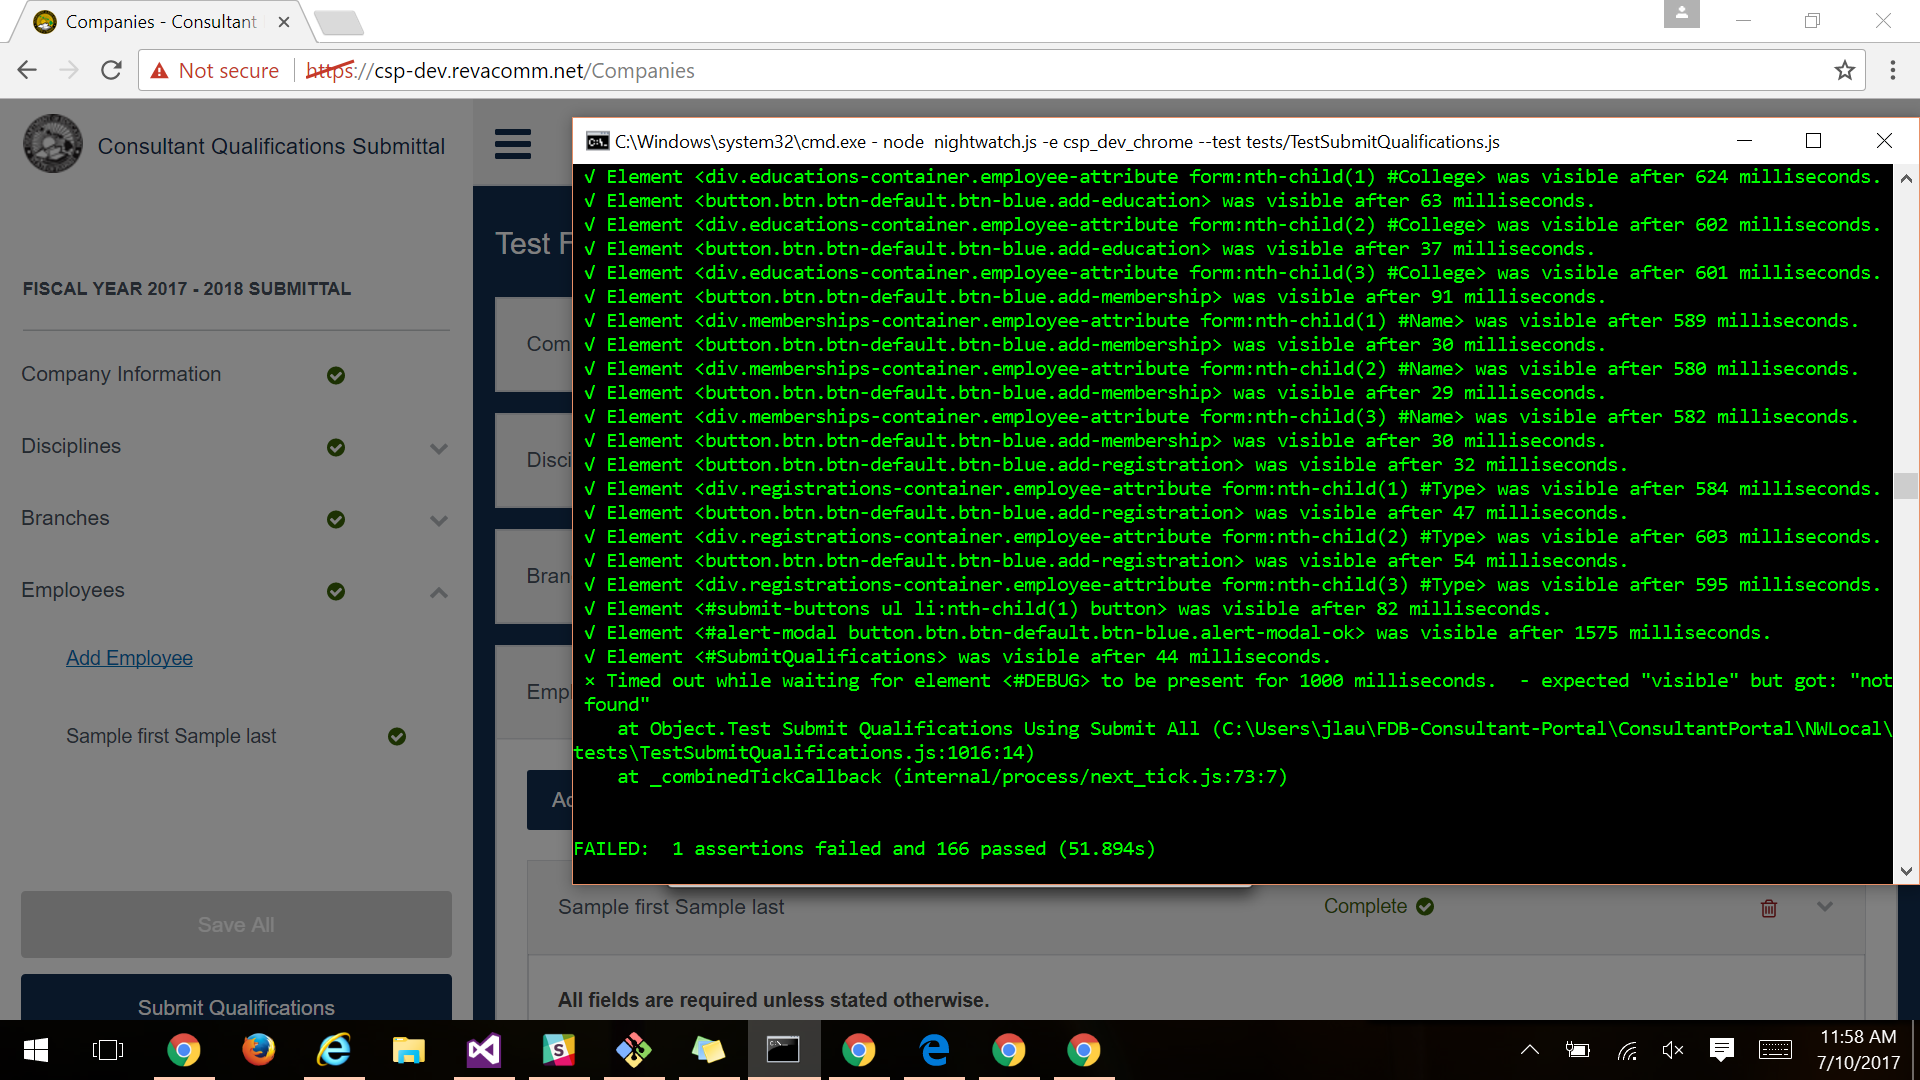 Companies - Consultant
Not secure
https://csp-dev.revacomm.net/Companies
Consultant Qualifications Submittal
FISCAL YEAR 2017 - 2018 SUBMITTAL
Company Information
Disciplines
Branches
Employees
Add Employee
Sample first Sample last
Save All
Submit Qualifications
Test F
Com
Disci
Bran
Empl
Ad
C:\Windows\system32\cmd.exe - node  nightwatch.js -e csp_dev_chrome --test tests/TestSubmitQualifications.js
√ Element <div.educations-container.employee-attribute form:nth-child(1) #College> was visible after 624 milliseconds.
√ Element <button.btn.btn-default.btn-blue.add-education> was visible after 63 milliseconds.
√ Element <div.educations-container.employee-attribute form:nth-child(2) #College> was visible after 602 milliseconds.
√ Element <button.btn.btn-default.btn-blue.add-education> was visible after 37 milliseconds.
√ Element <div.educations-container.employee-attribute form:nth-child(3) #College> was visible after 601 milliseconds.
√ Element <button.btn.btn-default.btn-blue.add-membership> was visible after 91 milliseconds.
√ Element <div.memberships-container.employee-attribute form:nth-child(1) #Name> was visible after 589 milliseconds.
√ Element <button.btn.btn-default.btn-blue.add-membership> was visible after 30 milliseconds.
√ Element <div.memberships-container.employee-attribute form:nth-child(2) #Name> was visible after 580 milliseconds.
√ Element <button.btn.btn-default.btn-blue.add-membership> was visible after 29 milliseconds.
√ Element <div.memberships-container.employee-attribute form:nth-child(3) #Name> was visible after 582 milliseconds.
√ Element <button.btn.btn-default.btn-blue.add-membership> was visible after 30 milliseconds.
√ Element <button.btn.btn-default.btn-blue.add-registration> was visible after 32 milliseconds.
√ Element <div.registrations-container.employee-attribute form:nth-child(1) #Type> was visible after 584 milliseconds.
√ Element <button.btn.btn-default.btn-blue.add-registration> was visible after 47 milliseconds.
√ Element <div.registrations-container.employee-attribute form:nth-child(2) #Type> was visible after 603 milliseconds.
√ Element <button.btn.btn-default.btn-blue.add-registration> was visible after 54 milliseconds.
√ Element <div.registrations-container.employee-attribute form:nth-child(3) #Type> was visible after 595 milliseconds.
√ Element <#submit-buttons ul li:nth-child(1) button> was visible after 82 milliseconds.
√ Element <#alert-modal button.btn.btn-default.btn-blue.alert-modal-ok> was visible after 1575 milliseconds.
√ Element <#SubmitQualifications> was visible after 44 milliseconds.
× Timed out while waiting for element <#DEBUG> to be present for 1000 milliseconds.  - expected "visible" but got: "not
found"
at Object.Test Submit Qualifications Using Submit All (C:\Users\jlau\FDB-Consultant-Portal\ConsultantPortal\NWLocal\
tests\TestSubmitQualifications.js:1016:14)
at _combinedTickCallback (internal/process/next_tick.js:73:7)
FAILED:  1 assertions failed and 166 passed (51.894s)
Sample first Sample last
Complete
All fields are required unless stated otherwise.
11:58 AM
7/10/2017